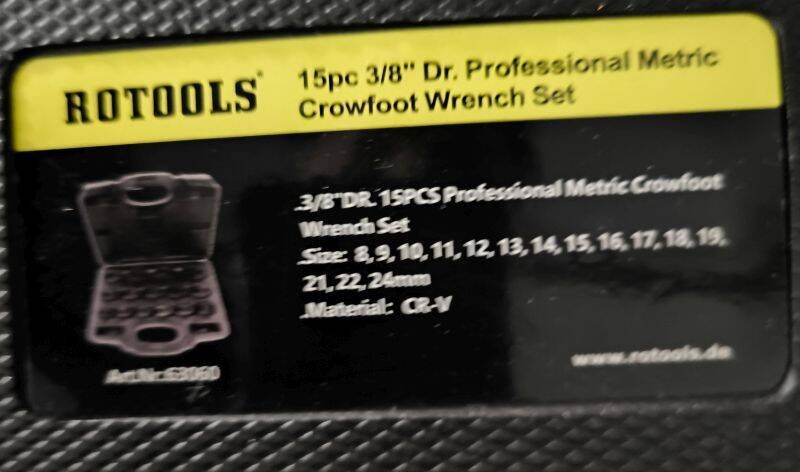 ROTOOLS
15pc 3/8" Dr. Professional Metric
Crowfoot Wrench Set
.3/8"DR. 15PCS Professional Metric Crowfoot
Wrench Set
.Size: 8, 9, 10, 11, 12, 13, 14, 15, 16, 17, 18, 19,
21, 22, 24mm
.Material: CR-V
www.rotools.de
Art.Nr.:63060